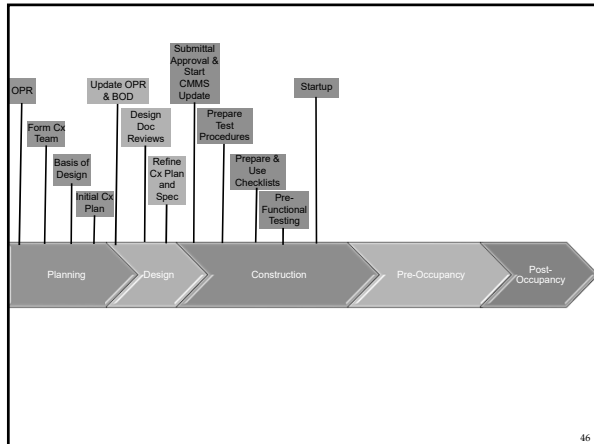 OPR
Form Cx
Team
Basis of
Design
Initial Cx
Plan
Update OPR
& BOD
Design
Doc
Reviews
Refine
Cx Plan
and
Spec
Submittal
Approval &
Start
CMMS
Update
Prepare
Test
Procedures
Prepare &
Use
Checklists
Pre-
Functional
Testing
Startup
Planning
Design
Construction
Pre-Occupancy
Post-
Occupancy
46